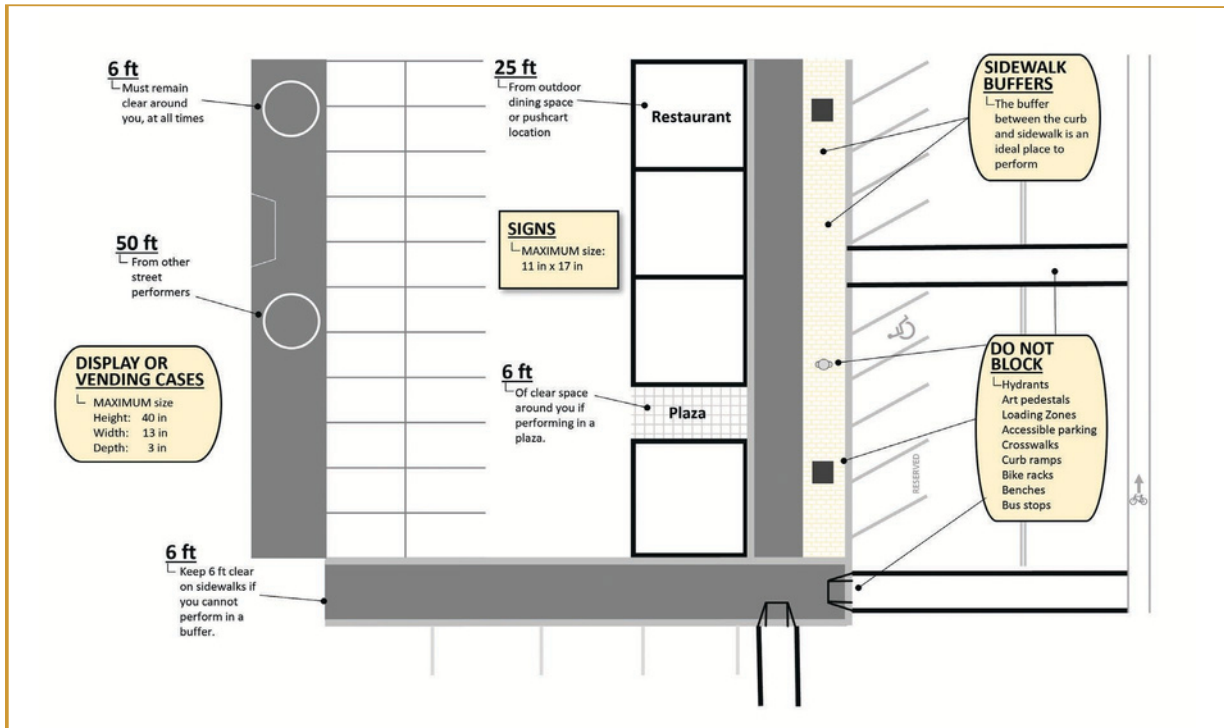 6 ft
Must remain
clear around
you, at all times
50 ft
From other
street
performers
DISPLAY OR
VENDING CASES
MAXIMUM size
Height: 40 in
Width: 13 in
Depth: 3 in
6 ft
Keep 6 ft clear
on sidewalks if
you cannot
perform in a
buffer.
25 ft
From outdoor
dining space
or pushcart
location
SIGNS
MAXIMUM size:
11 in x 17 in
6 ft
Of clear space
around you if
performing in a
plaza.
Restaurant
Plaza
SIDEWALK
BUFFERS
The buffer
between the curb
and sidewalk is an
ideal place to
perform
RESERVED
DO NOT
BLOCK
Hydrants
Art pedestals
Loading Zones
Accessible parking
Crosswalks
Curb ramps
Bike racks
Benches
Bus stops